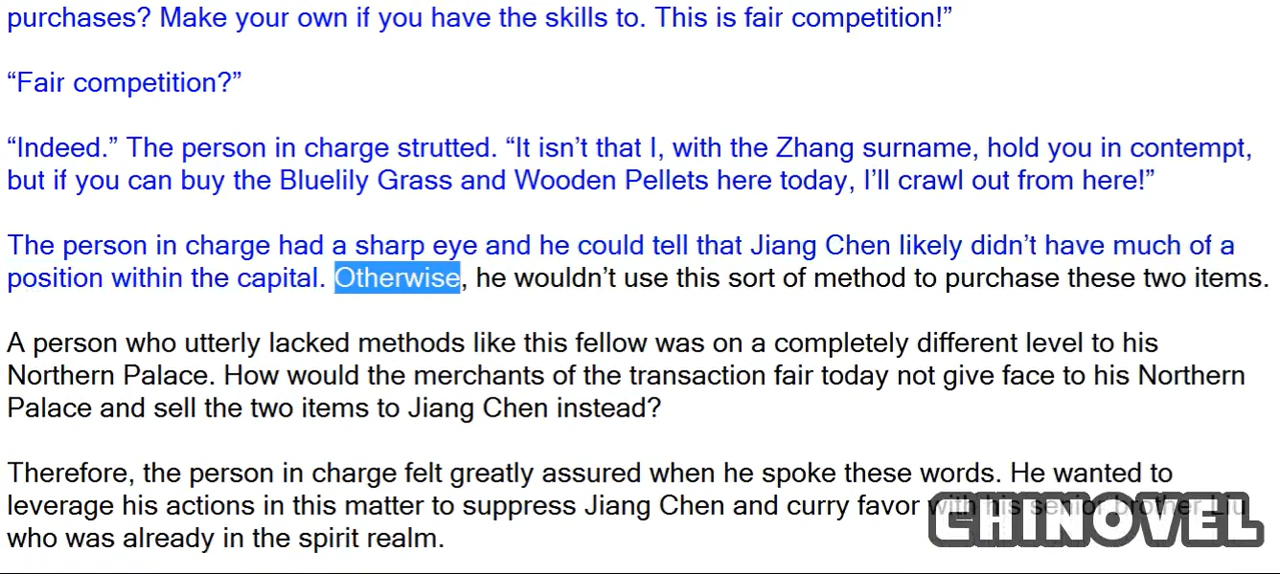 purchases? Make your own if you have the skills to. This is fair competition!”
“Fair competition?”
“Indeed.” The person in charge strutted. “It isn’t that I, with the Zhang surname, hold you in contempt,
but if you can buy the Bluelily Grass and Wooden Pellets here today, I’ll crawl out from here!”
The person in charge had a sharp eye and he could tell that Jiang Chen likely didn’t have much of a
position within the capital. Otherwise, he wouldn’t use this sort of method to purchase these two items.
A person who utterly lacked methods like this fellow was on a completely different level to his
Northern Palace. How would the merchants of the transaction fair today not give face to his Northern
Palace and sell the two items to Jiang Chen instead?
Therefore, the person in charge felt greatly assured when he spoke these words. He wanted to
leverage his actions in this matter to suppress Jiang Chen and curry favor with his senior brother Liu
who was already in the spirit realm.
CHINOVEL